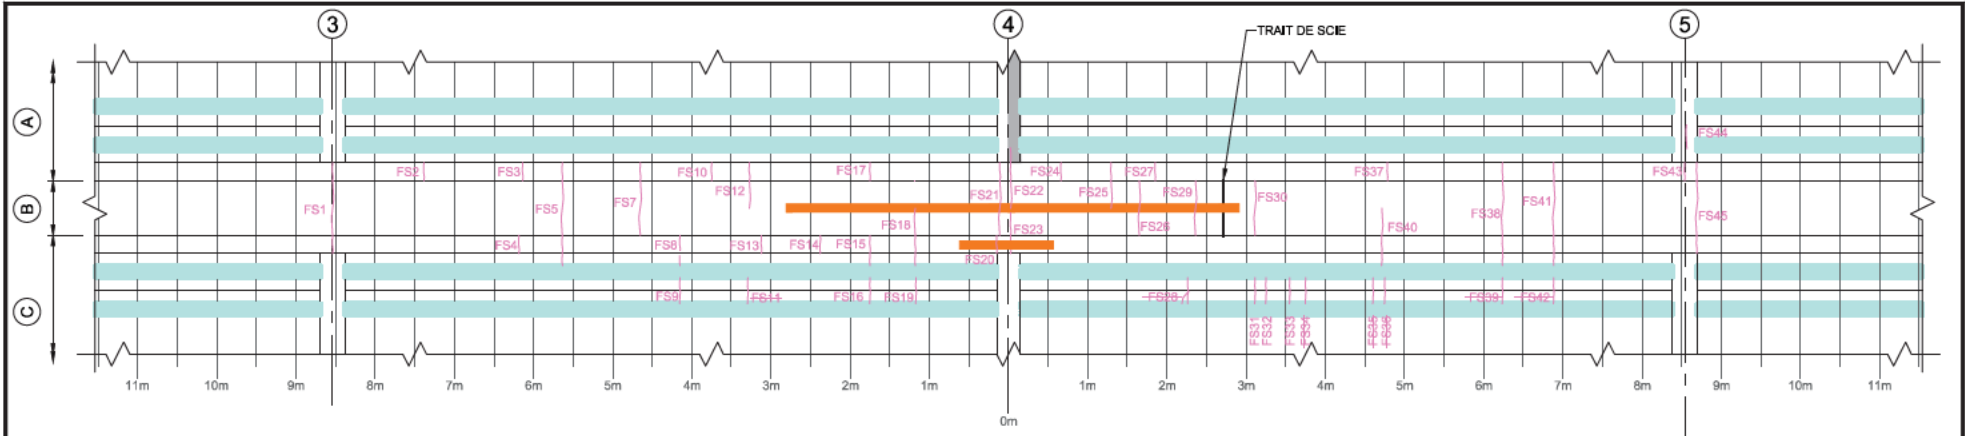 3
4
5
TRAIT DE SCIE
A
FS44
FS2
FS3
FS10
FS17
FS24
FS27
FS37
FS43
FS12
FS21
FS22
FS25
FS29
FS30
B
FS1
FS5
FS7
FS18
FS23
FS26
FS38
FS41
FS40
FS45
FS4
FS8
FS13
FS14
FS15
FS20
FS9
FS11
FS16
FS19
FS28
FS39
FS42
C
FS31
FS32
FS33
FS34
FS35
FS36
11m 10m 9m 8m 7m 6m 5m 4m 3m 2m 1m 1m 2m 3m 4m 5m 6m 7m 8m 9m 10m 11m
0m